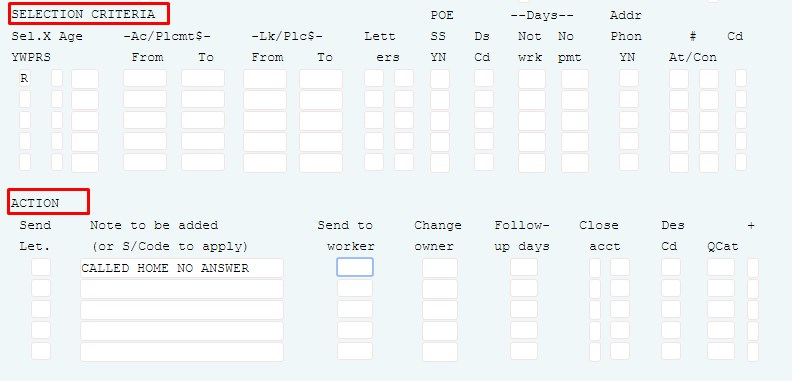 SELECTION CRITERIA POE --Days-- Addr
Sel.X Age -Ac/Plcmt$- -Lk/Plc$- Lett SS Ds Not No Phon # Cd
YWPRS From To From To ers YN Cd wrk pmt YN At/Con
R
ACTION
Send Note to be added Send to Change Follow- Close Des +
Let. (or S/Code to apply) worker owner up days acct Cd QCat
CALLED HOME NO ANSWER